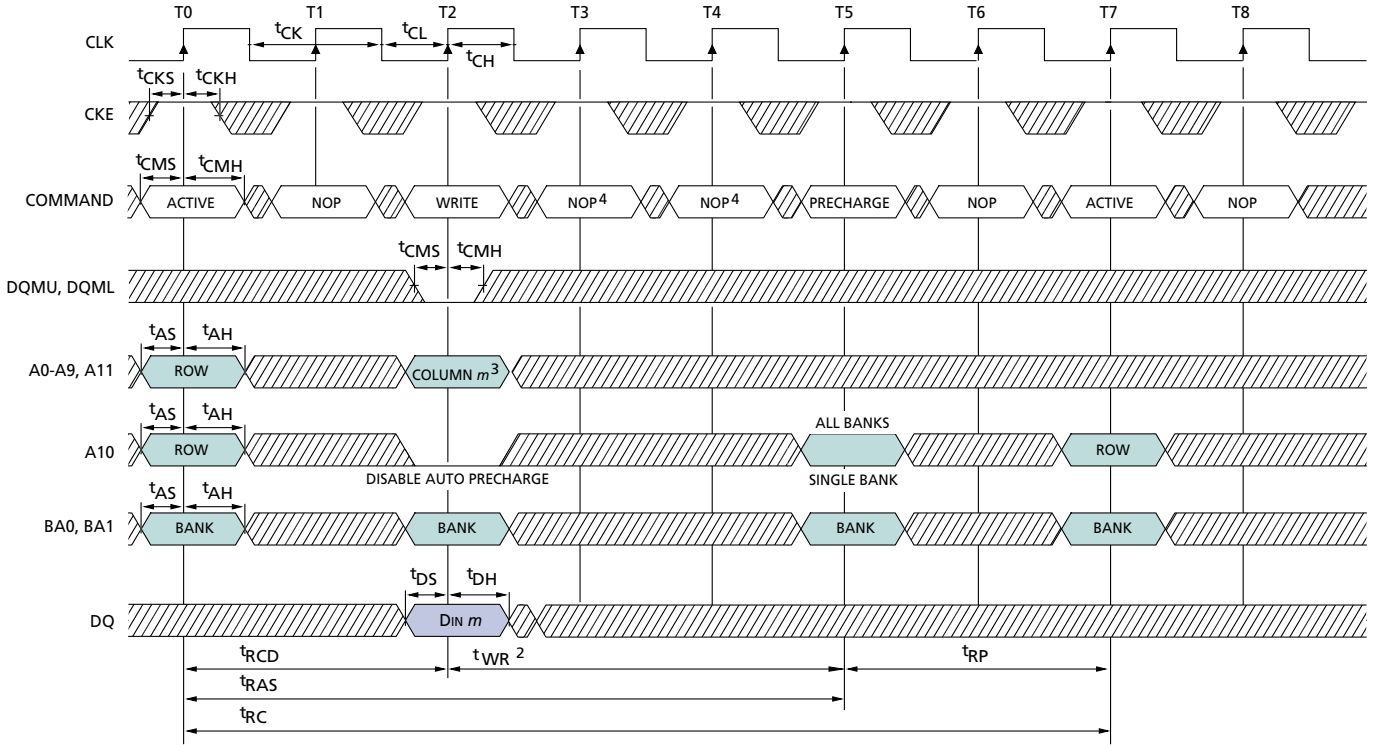 T0 T1 T2 T3 T4 T5 T6 T7 T8
CLK
tCK tCL
tCH
tCKS tCKH
CKE
tCMS tCMH
COMMAND ACTIVE NOP WRITE NOP4 NOP4 PRECHARGE NOP ACTIVE NOP
tCMS tCMH
DQMU, DQML
tAS tAH
A0-A9, A11 ROW COLUMN m3
tAS tAH
ALL BANKS
A10 ROW ROW
DISABLE AUTO PRECHARGE SINGLE BANK
tAS tAH
BA0, BA1 BANK BANK BANK BANK
tDS tDH
DQ DIN m
tRCD tWR 2 tRP
tRAS
tRC